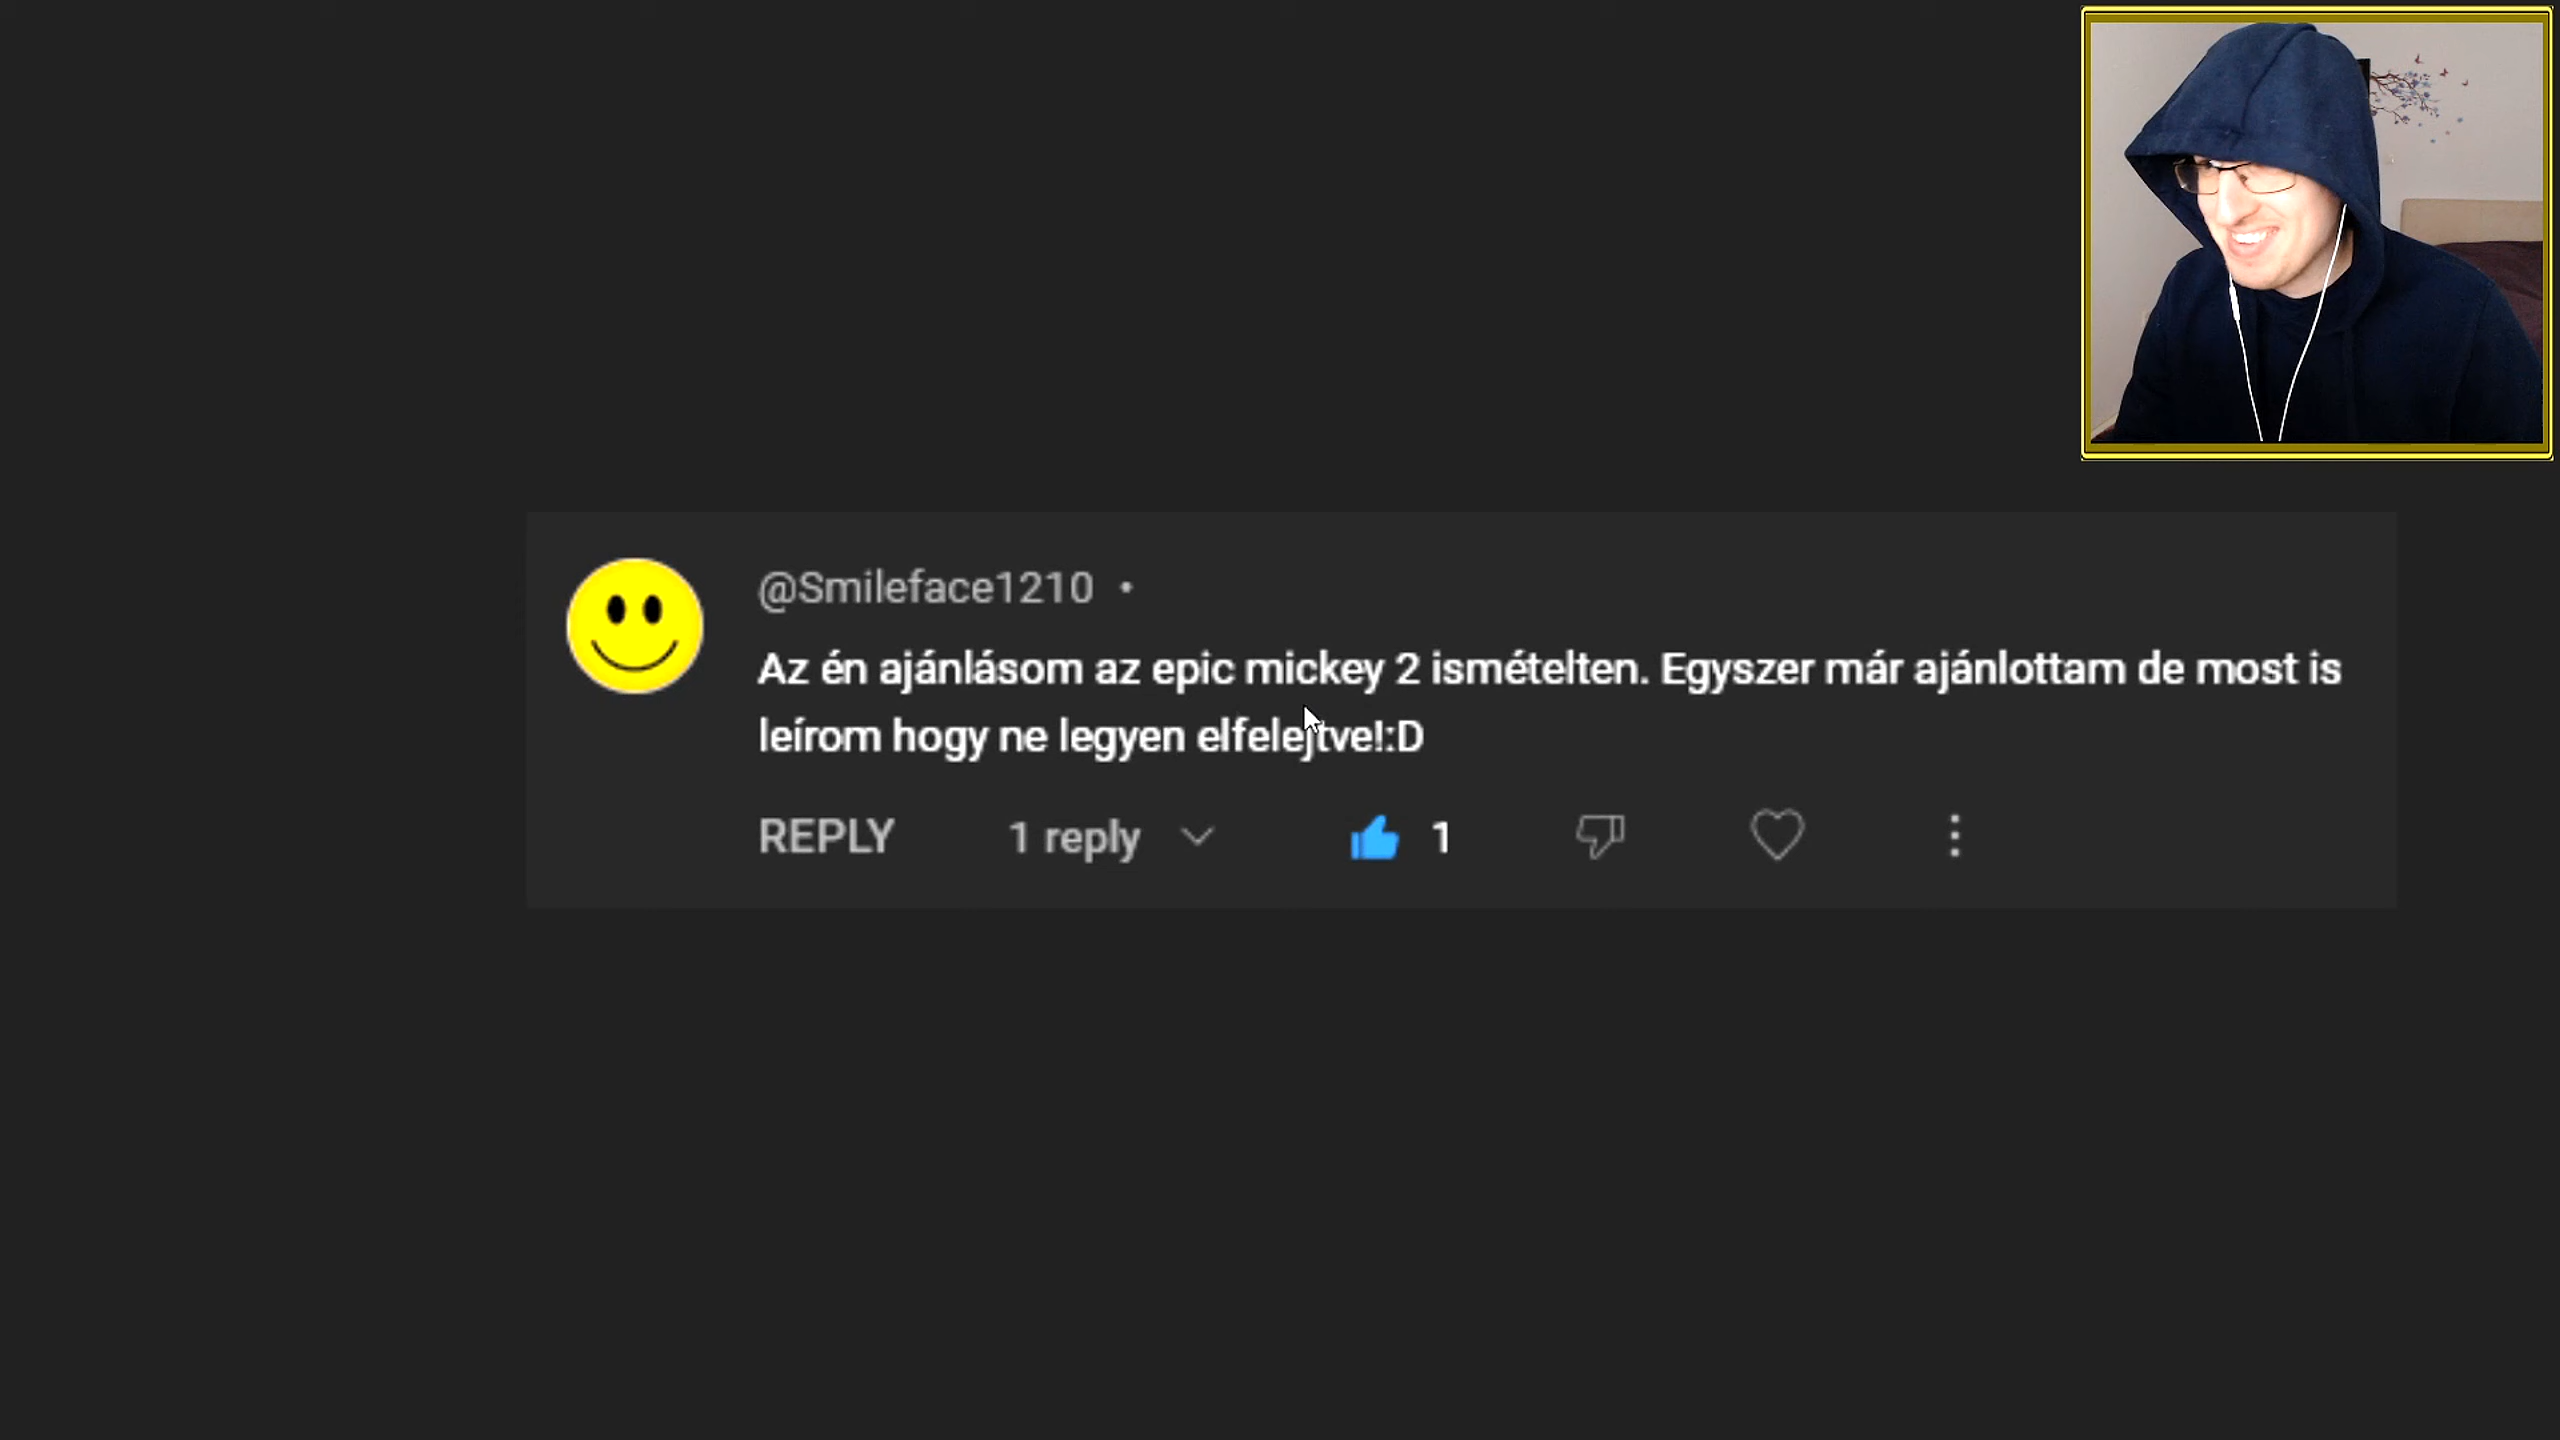 @Smileface1210 •
Az én ajánlásom az epic mickey 2 ismételten. Egyszer már ajánlottam de most is
leírom hogy ne legyen elfelejtve!:D
REPLY 1 reply 1